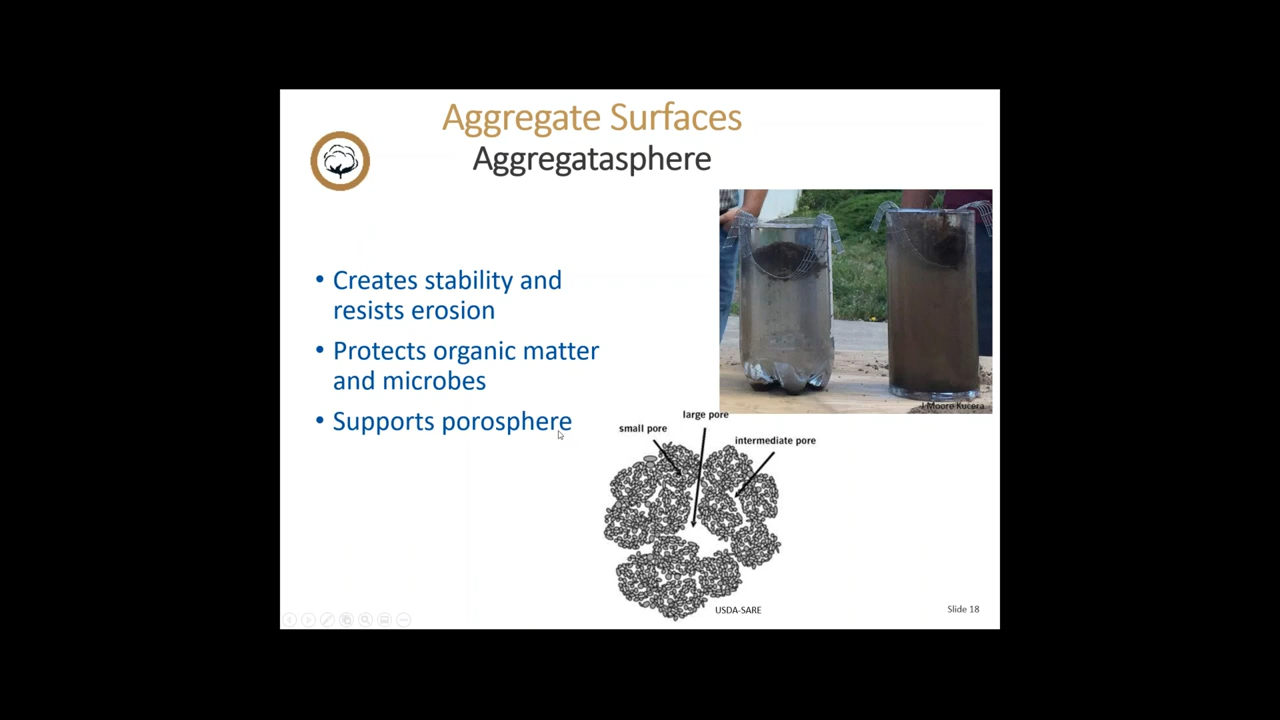 Aggregate Surfaces
Aggregatasphere
• Creates stability and
resists erosion
• Protects organic matter
and microbes
• Supports porosphere
J Moore Kucera
large pore
small pore
intermediate pore
USDA-SARE
Slide 18